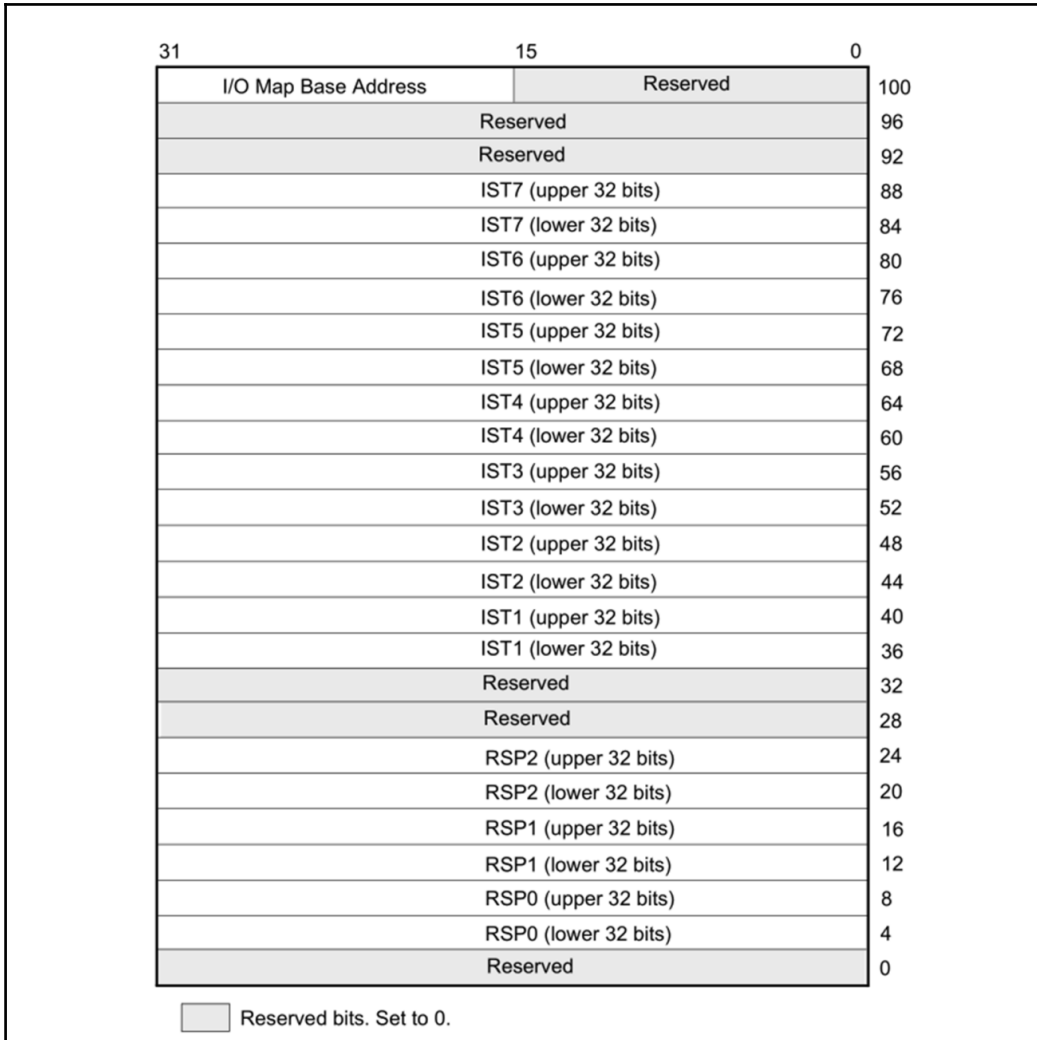 31 15 0
I/O Map Base Address Reserved 100
Reserved 96
Reserved 92
IST7 (upper 32 bits) 88
IST7 (lower 32 bits) 84
IST6 (upper 32 bits) 80
IST6 (lower 32 bits) 76
IST5 (upper 32 bits) 72
IST5 (lower 32 bits) 68
IST4 (upper 32 bits) 64
IST4 (lower 32 bits) 60
IST3 (upper 32 bits) 56
IST3 (lower 32 bits) 52
IST2 (upper 32 bits) 48
IST2 (lower 32 bits) 44
IST1 (upper 32 bits) 40
IST1 (lower 32 bits) 36
Reserved 32
Reserved 28
RSP2 (upper 32 bits) 24
RSP2 (lower 32 bits) 20
RSP1 (upper 32 bits) 16
RSP1 (lower 32 bits) 12
RSP0 (upper 32 bits) 8
RSP0 (lower 32 bits) 4
Reserved 0
Reserved bits. Set to 0.